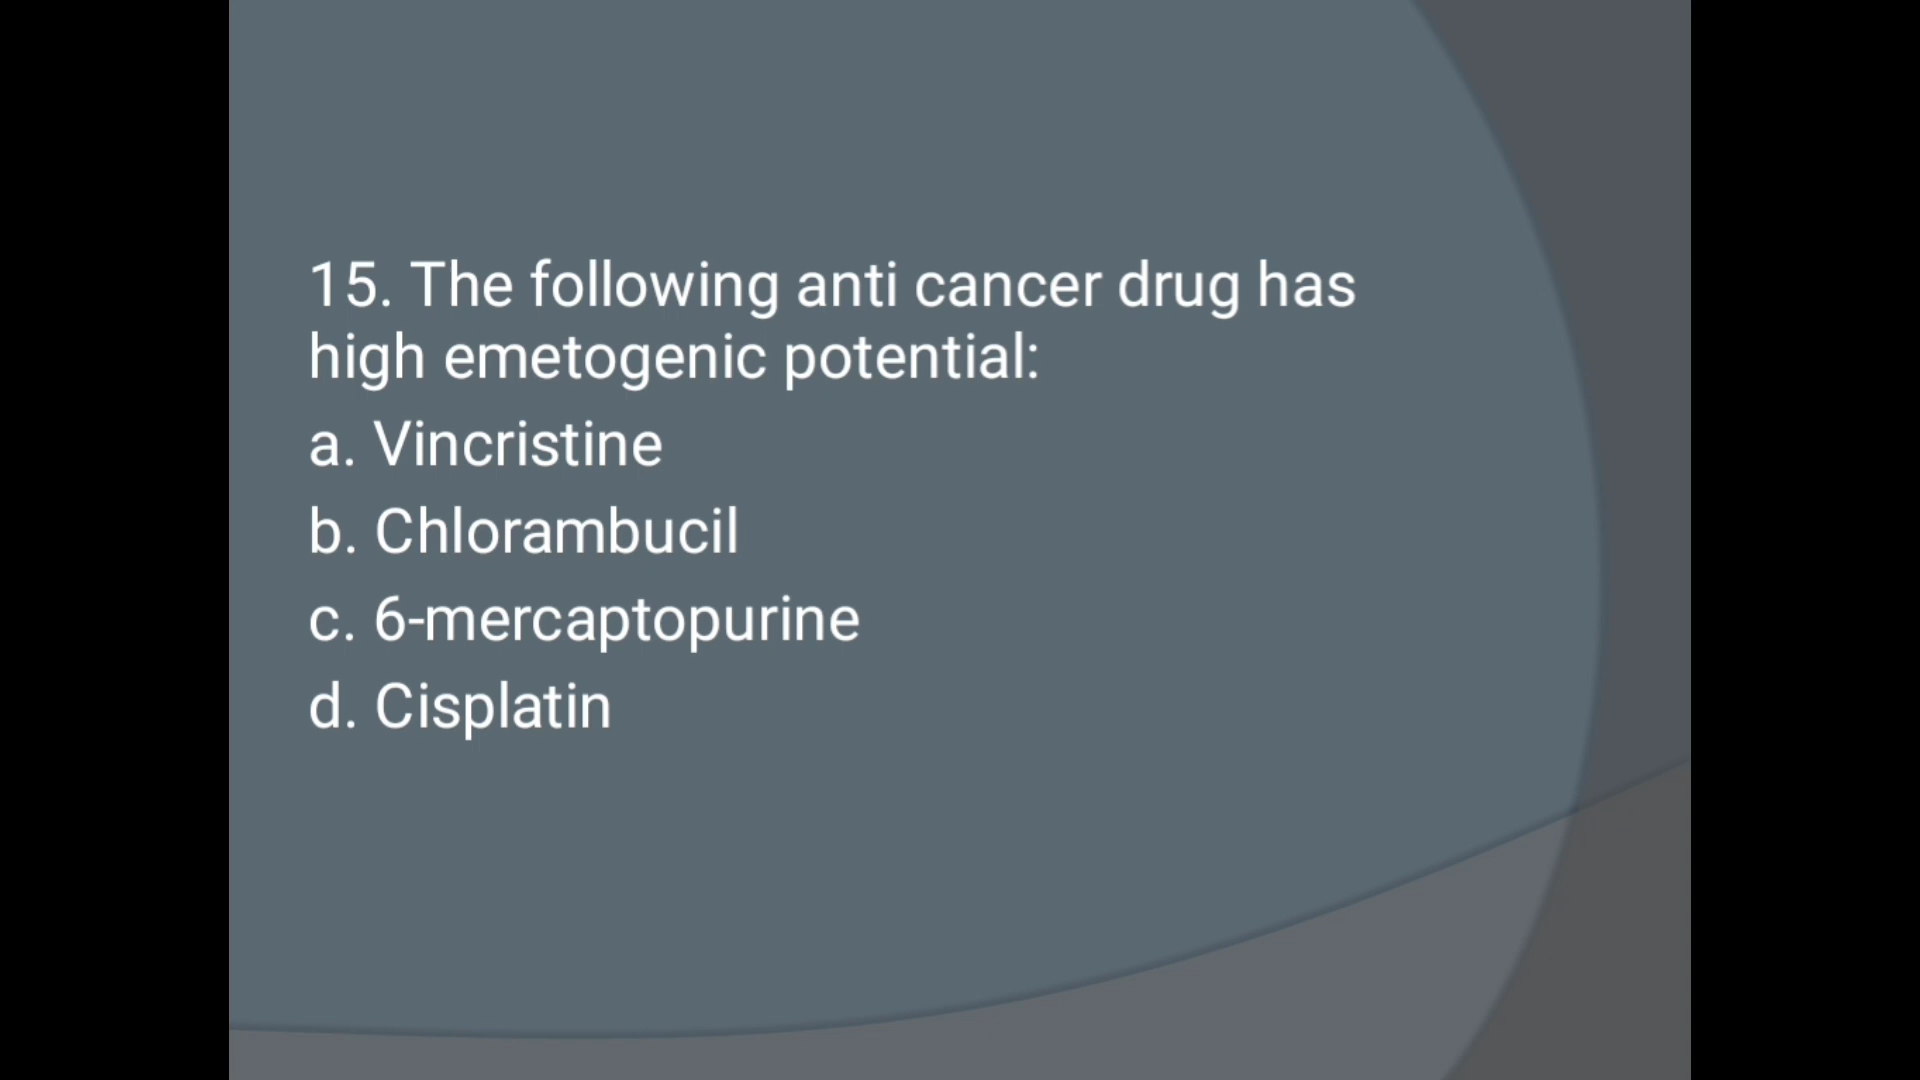 15. The following anti cancer drug has
high emetogenic potential:
a. Vincristine
b. Chlorambucil
c. 6-mercaptopurine
d. Cisplatin